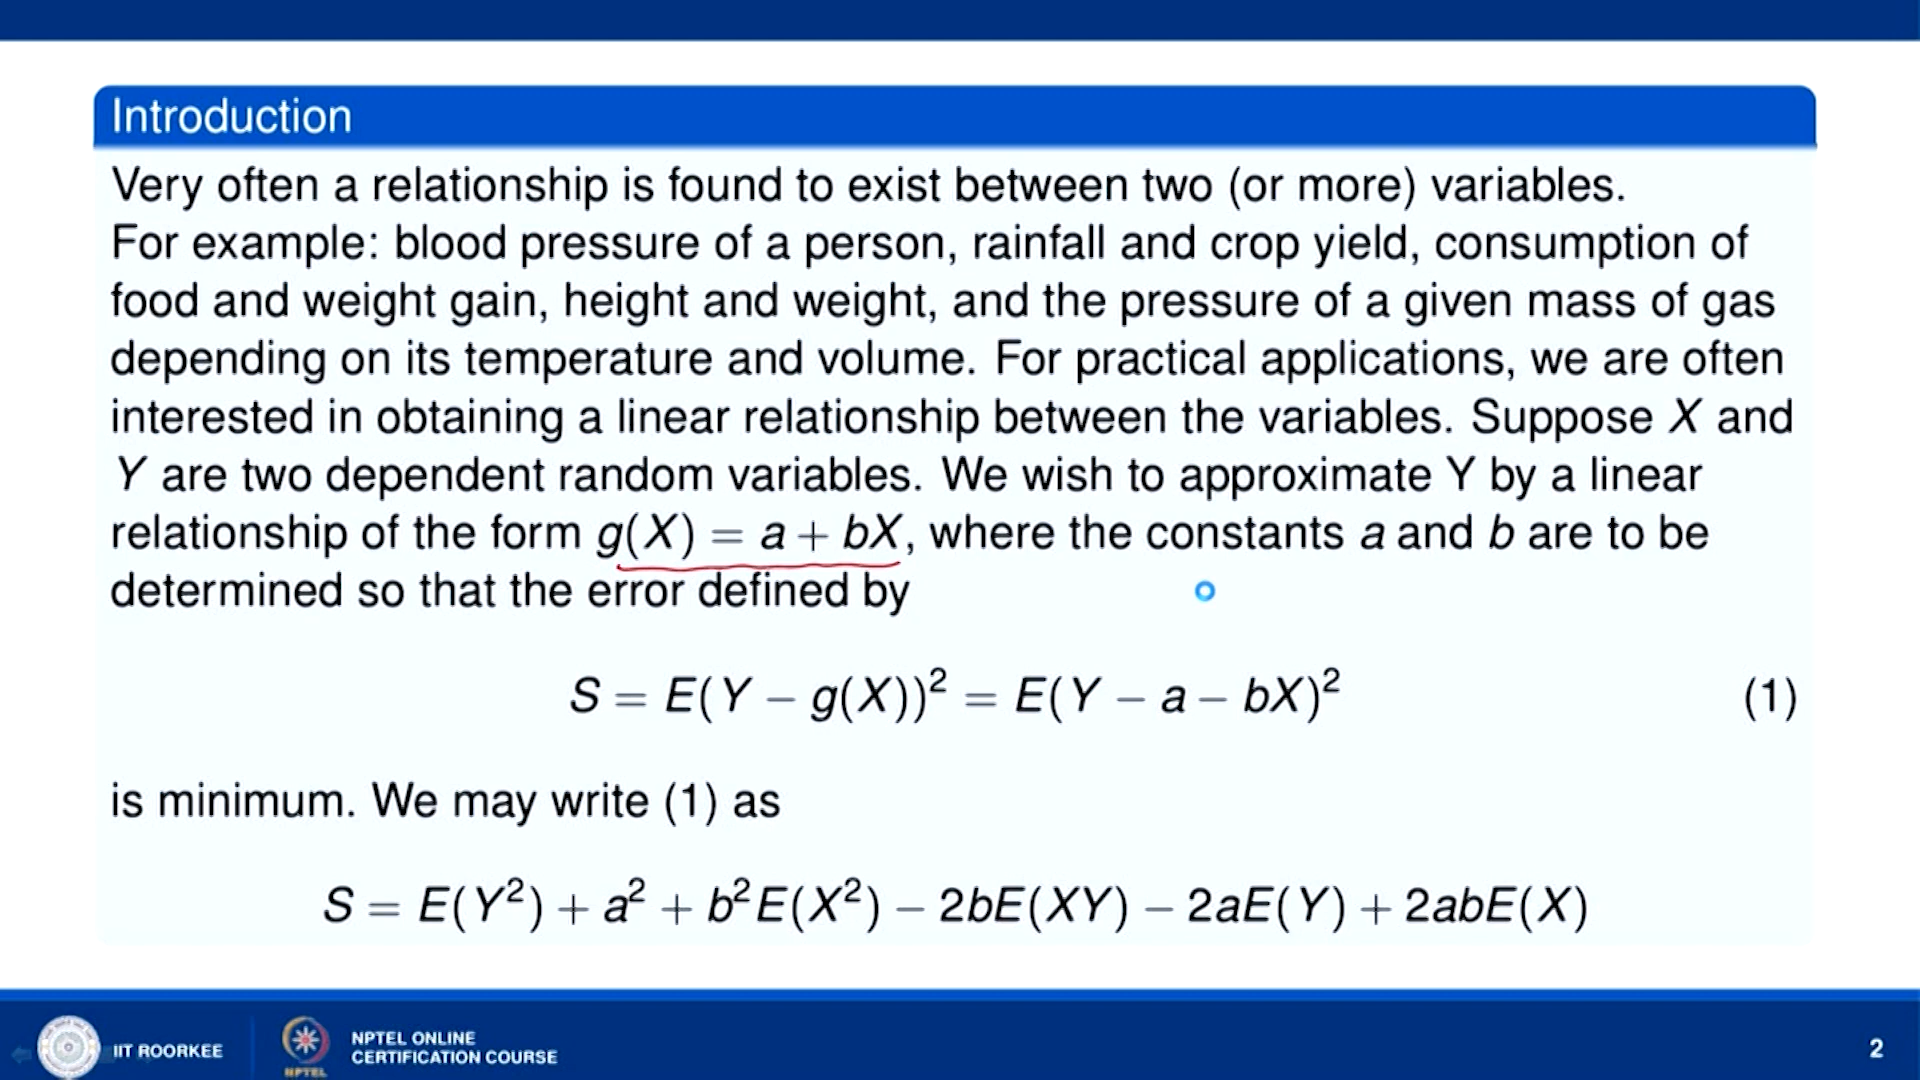 Introduction
Very often a relationship is found to exist between two (or more) variables.
For example: blood pressure of a person, rainfall and crop yield, consumption of
food and weight gain, height and weight, and the pressure of a given mass of gas
depending on its temperature and volume. For practical applications, we are often
interested in obtaining a linear relationship between the variables. Suppose X and
Y are two dependent random variables. We wish to approximate Y by a linear
relationship of the form g(X) = a + bX, where the constants a and b are to be
determined so that the error defined by
S = E(Y − g(X))² = E(Y − a − bX)² (1)
is minimum. We may write (1) as
S = E(Y²) + a² + b²E(X²) − 2bE(XY) − 2aE(Y) + 2abE(X)
IIT ROORKEE
NPTEL
NPTEL ONLINE
CERTIFICATION COURSE
2